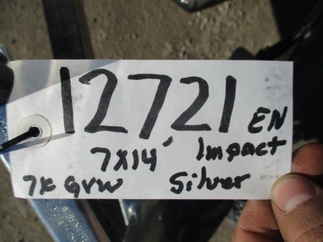 12721 EN
7X14' Impact
7K GVW Silver